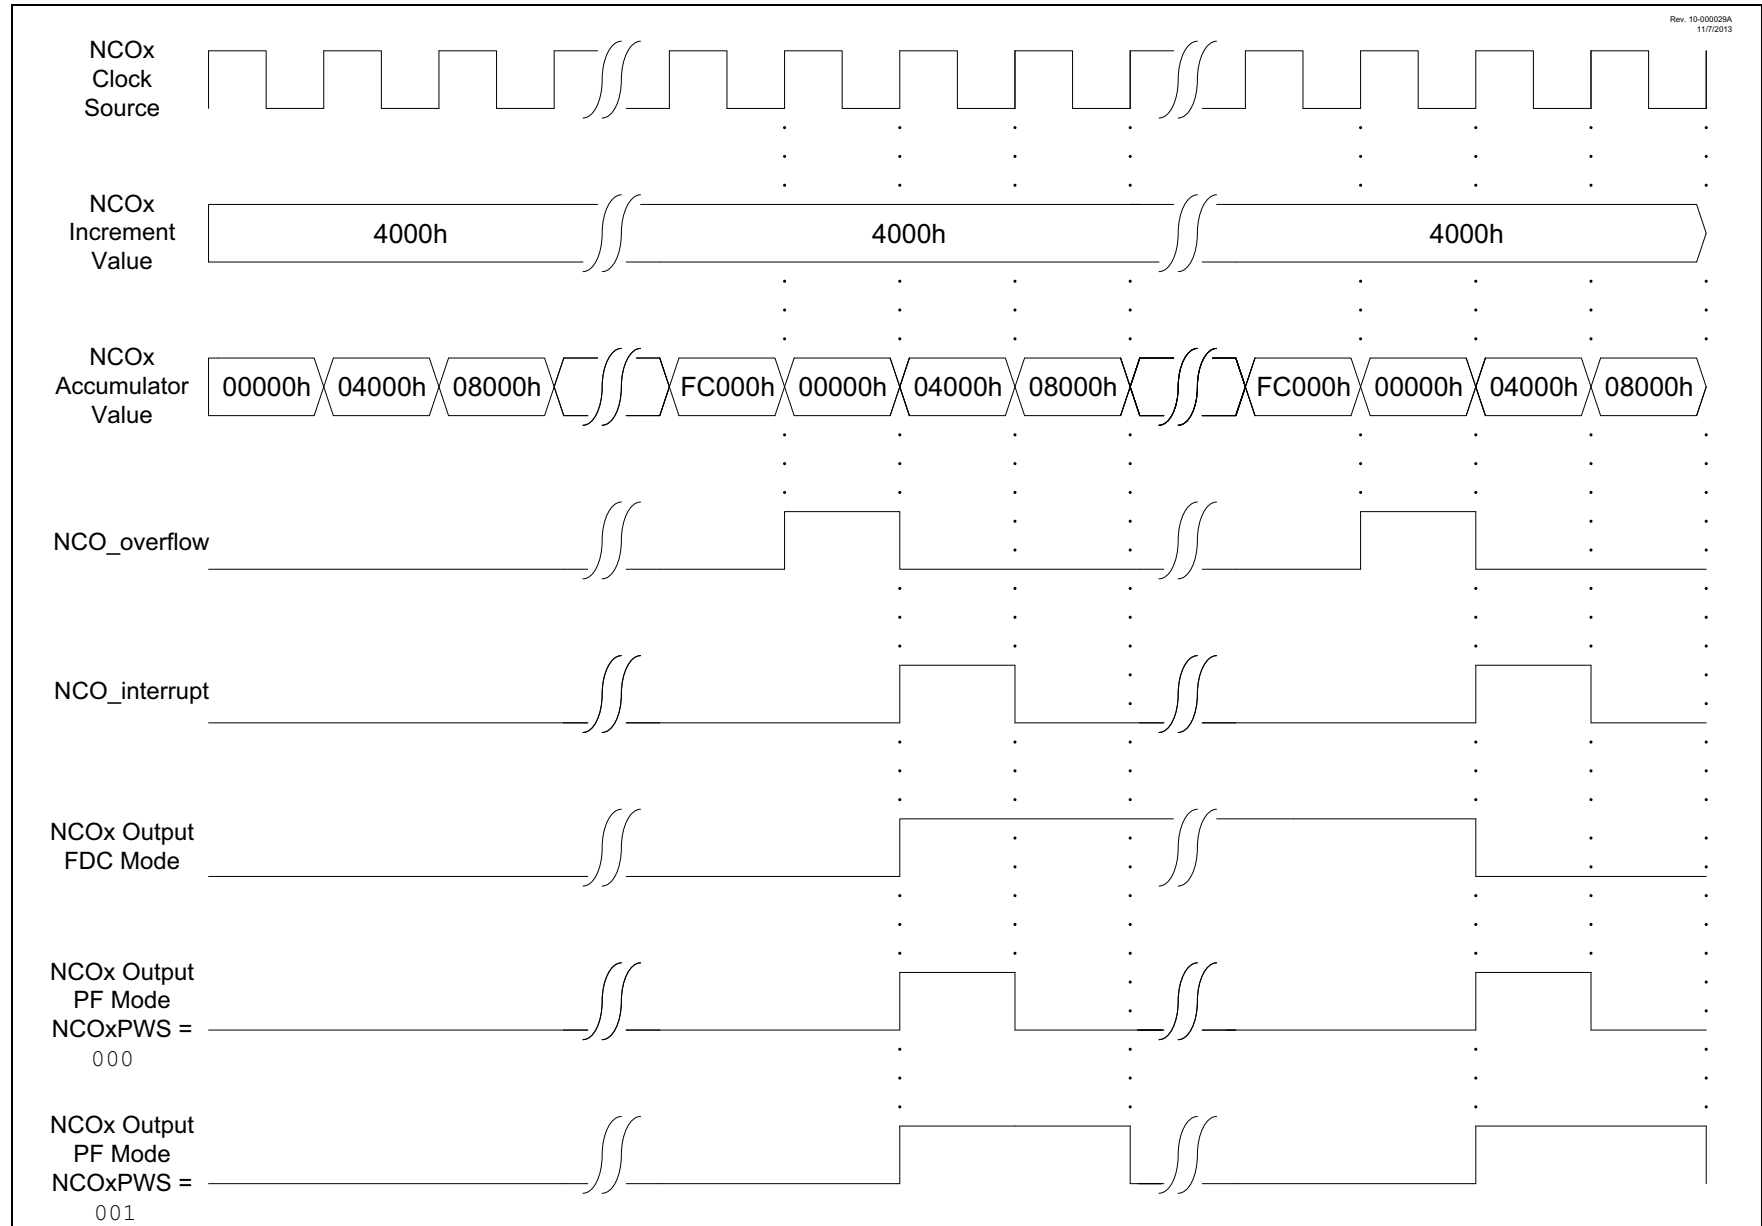 Rev. 10-000029A
11/7/2013
NCOx
Clock
Source
NCOx
Increment
Value
4000h
4000h
4000h
NCOx
Accumulator
Value
00000h
04000h
08000h
FC000h
00000h
04000h
08000h
FC000h
00000h
04000h
08000h
NCO_overflow
NCO_interrupt
NCOx Output
FDC Mode
NCOx Output
PF Mode
NCOxPWS =
000
NCOx Output
PF Mode
NCOxPWS =
001